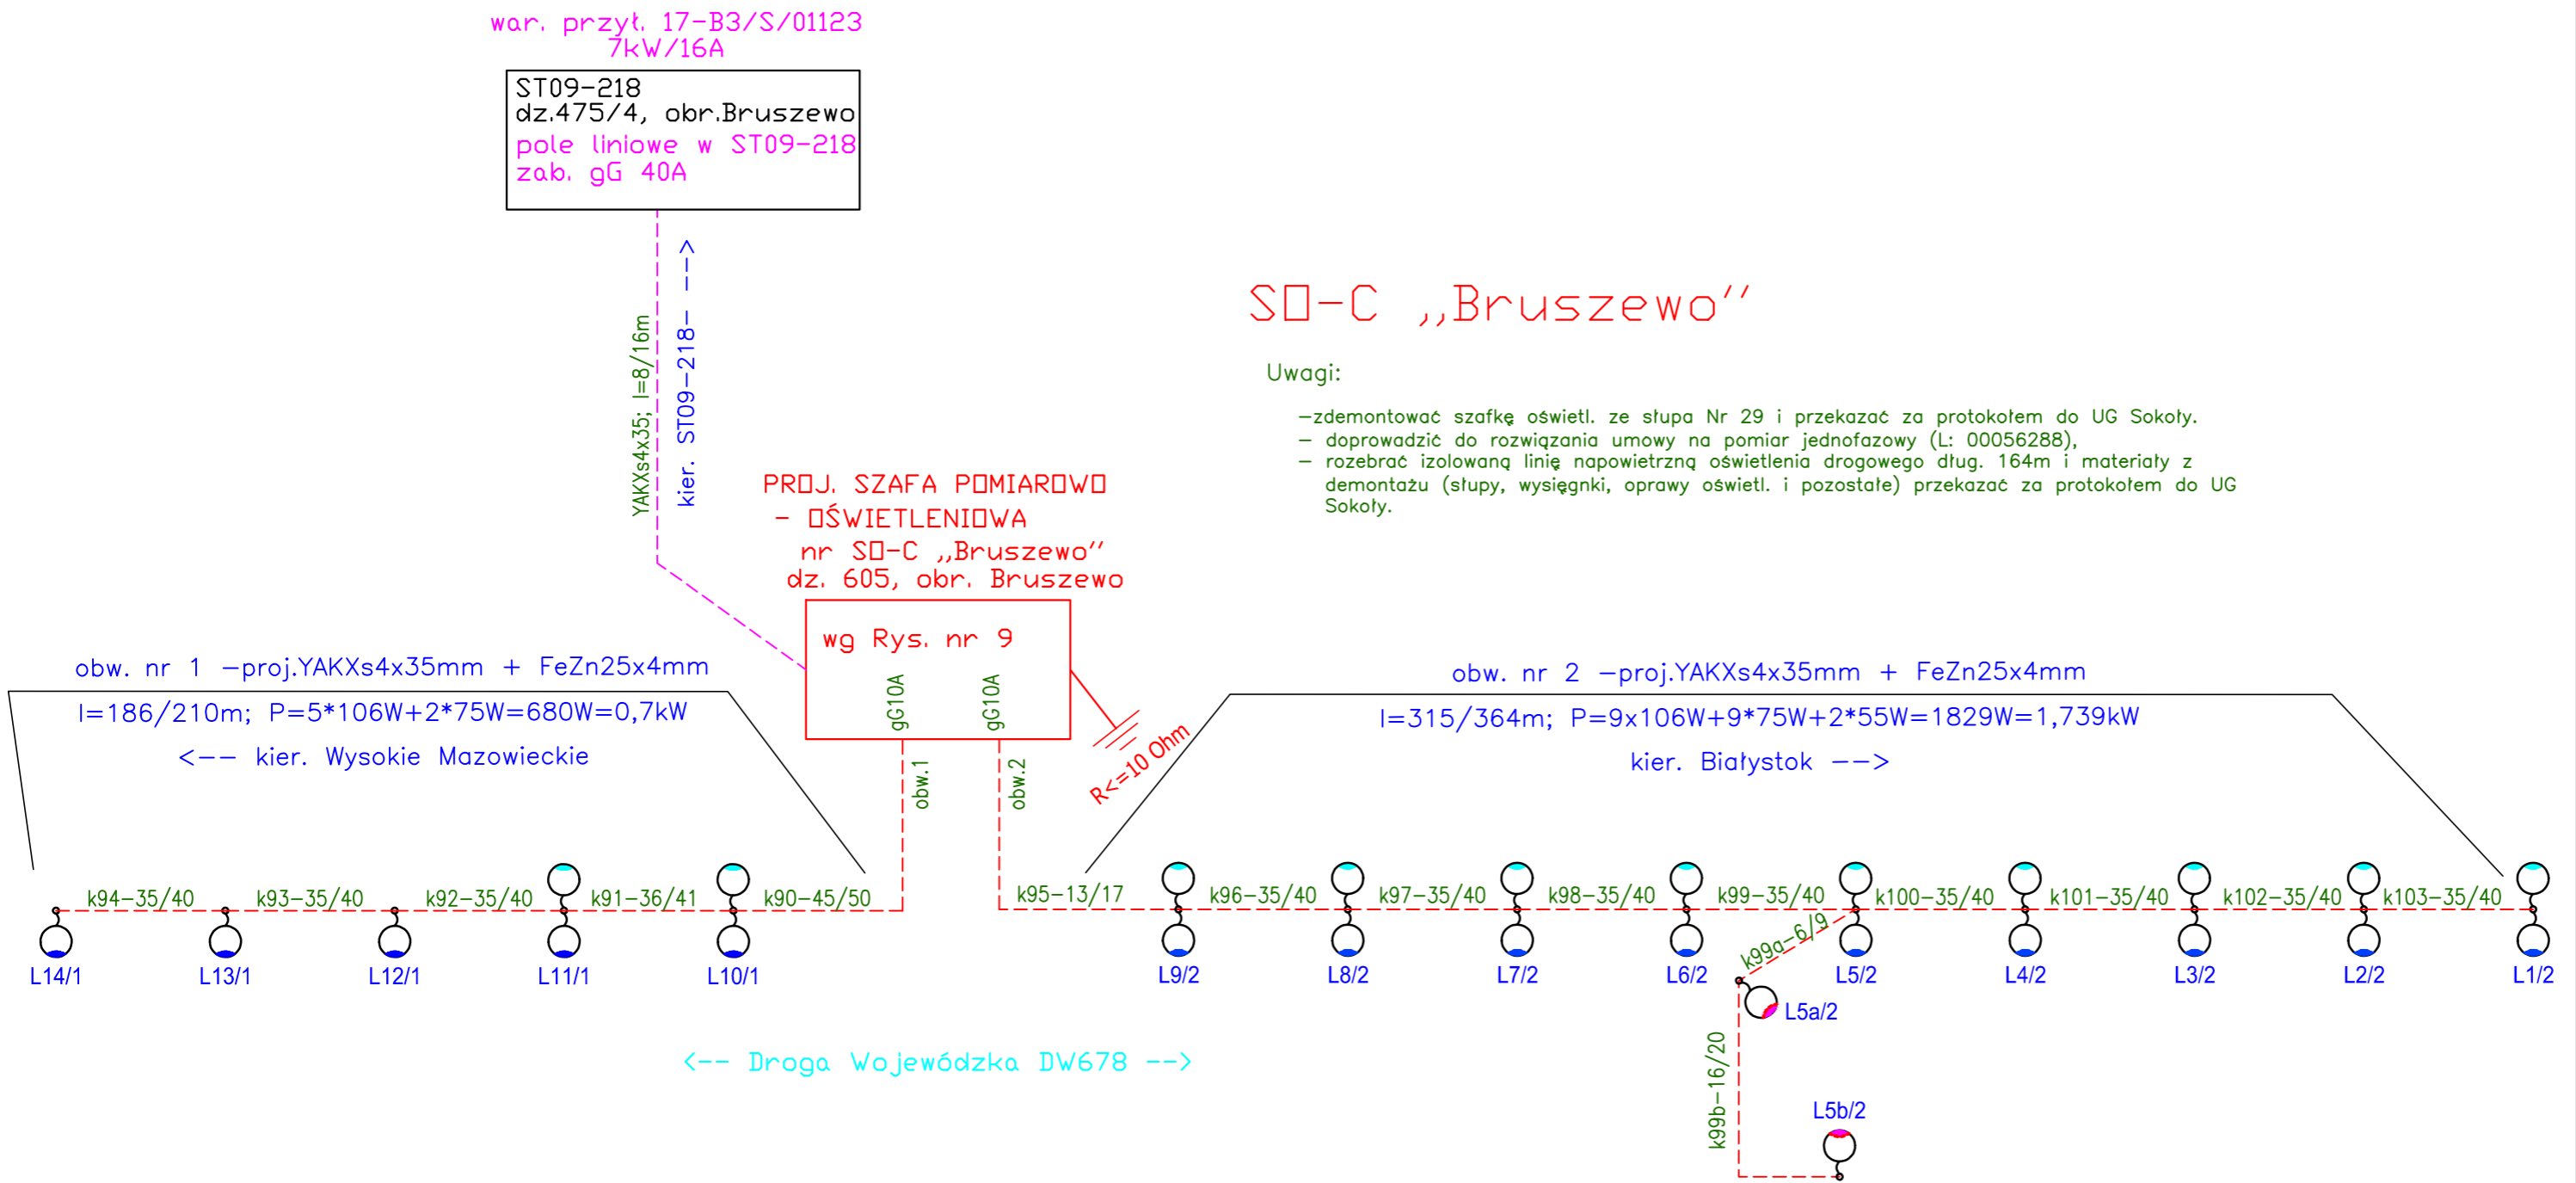 war. przył. 17-B3/S/01123
7kW/16A
ST09-218
dz.475/4, obr.Bruszewo
pole liniowe w ST09-218
zab. gG 40A
YAKXs4x35; l=8/16m
kier. ST09-218- -->
SO-C ,,Bruszewo''
Uwagi:
-zdemontować szafkę oświetl. ze słupa Nr 29 i przekazać za protokołem do UG Sokoły.
- doprowadzić do rozwiązania umowy na pomiar jednofazowy (L: 00056288),
- rozebrać izolowaną linię napowietrzną oświetlenia drogowego dług. 164m i materiały z
demontażu (słupy, wysięgnki, oprawy oświetl. i pozostałe) przekazać za protokołem do UG
Sokoły.
PROJ. SZAFA POMIAROWO
- OŚWIETLENIOWA
nr SO-C ,,Bruszewo''
dz. 605, obr. Bruszewo
wg Rys. nr 9
gG10A
gG10A
obw.1
obw.2
R<=10 Ohm
obw. nr 1 -proj.YAKXs4x35mm + FeZn25x4mm
l=186/210m; P=5*106W+2*75W=680W=0,7kW
<-- kier. Wysokie Mazowieckie
obw. nr 2 -proj.YAKXs4x35mm + FeZn25x4mm
l=315/364m; P=9x106W+9*75W+2*55W=1829W=1,739kW
kier. Białystok -->
k94-35/40
k93-35/40
k92-35/40
k91-36/41
k90-45/50
k95-13/17
k96-35/40
k97-35/40
k98-35/40
k99-35/40
k100-35/40
k101-35/40
k102-35/40
k103-35/40
L14/1
L13/1
L12/1
L11/1
L10/1
L9/2
L8/2
L7/2
L6/2
L5/2
L4/2
L3/2
L2/2
L1/2
k99a-6/9
L5a/2
k99b-16/20
L5b/2
<-- Droga Wojewódzka DW678 -->